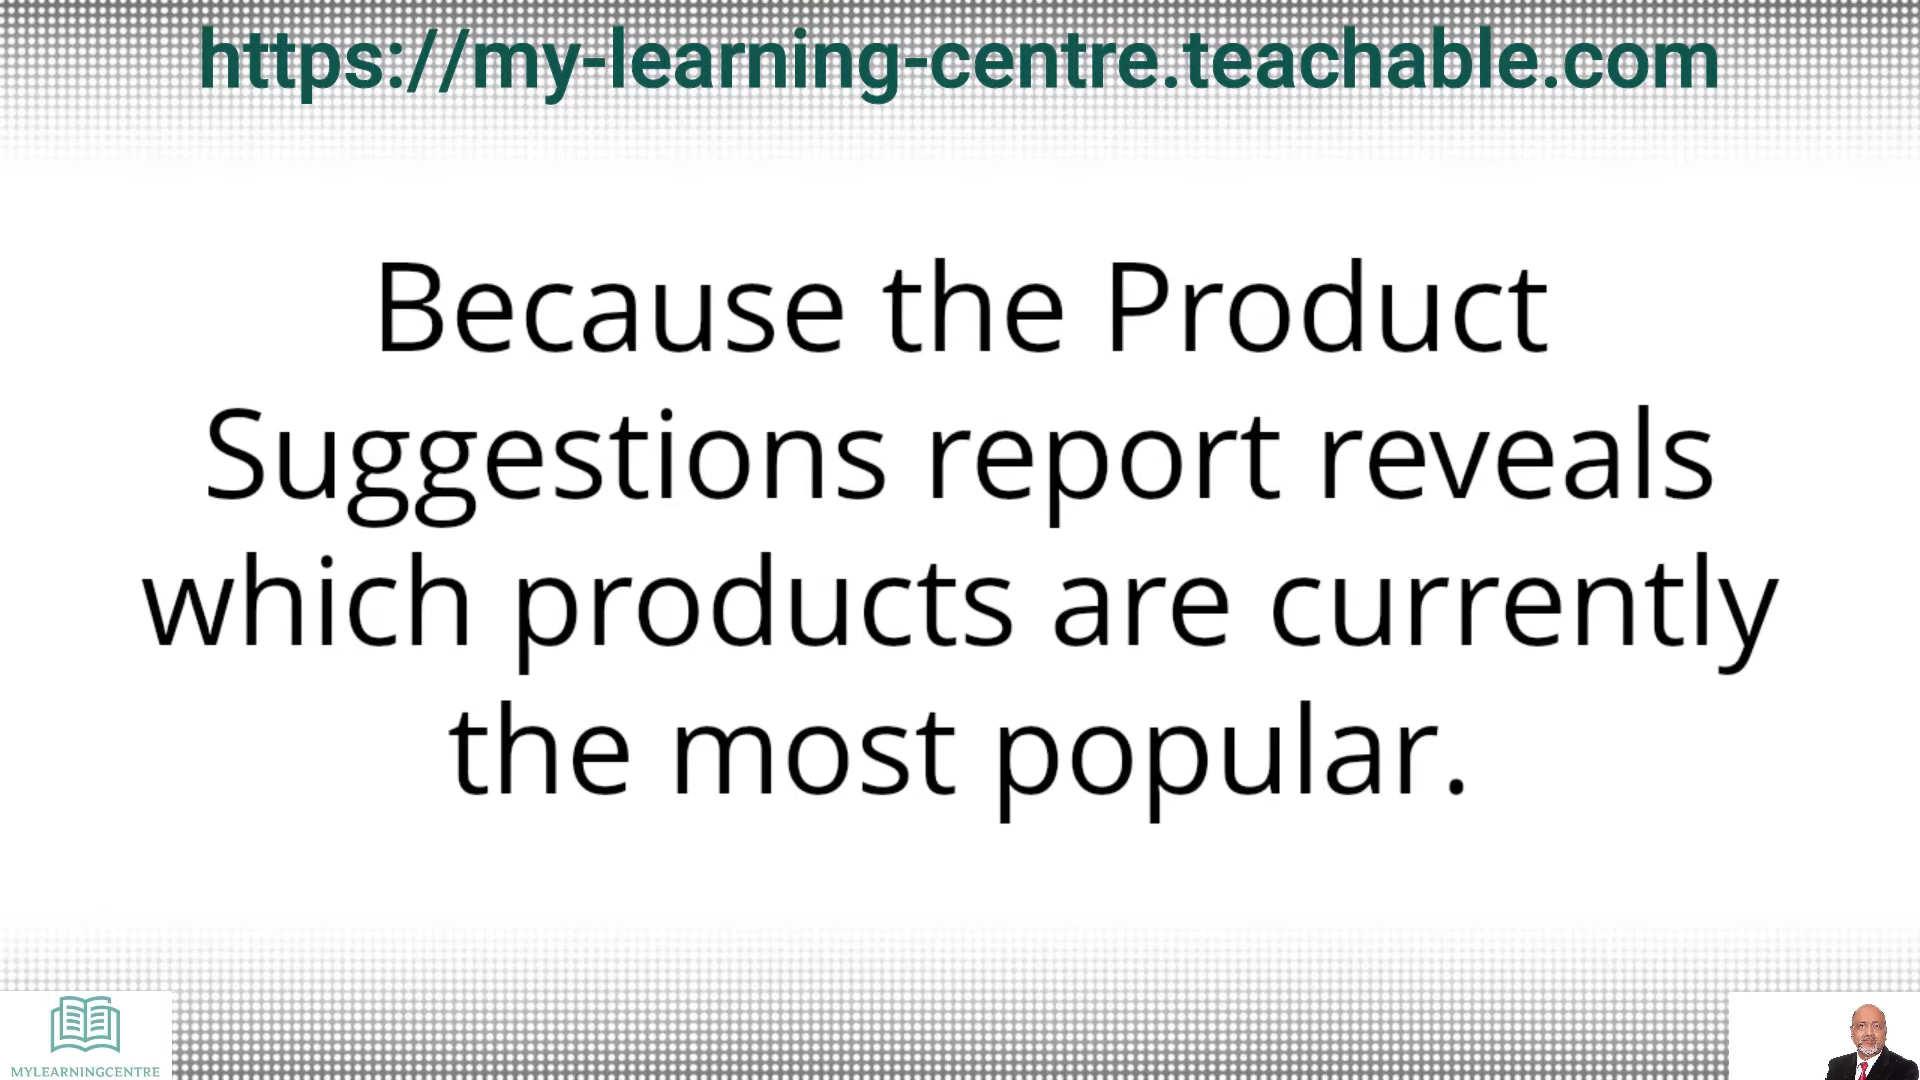 https://my-learning-centre.teachable.com
Because the Product
Suggestions report reveals
which products are currently
the most popular.
MYLEARNINGCENTRE